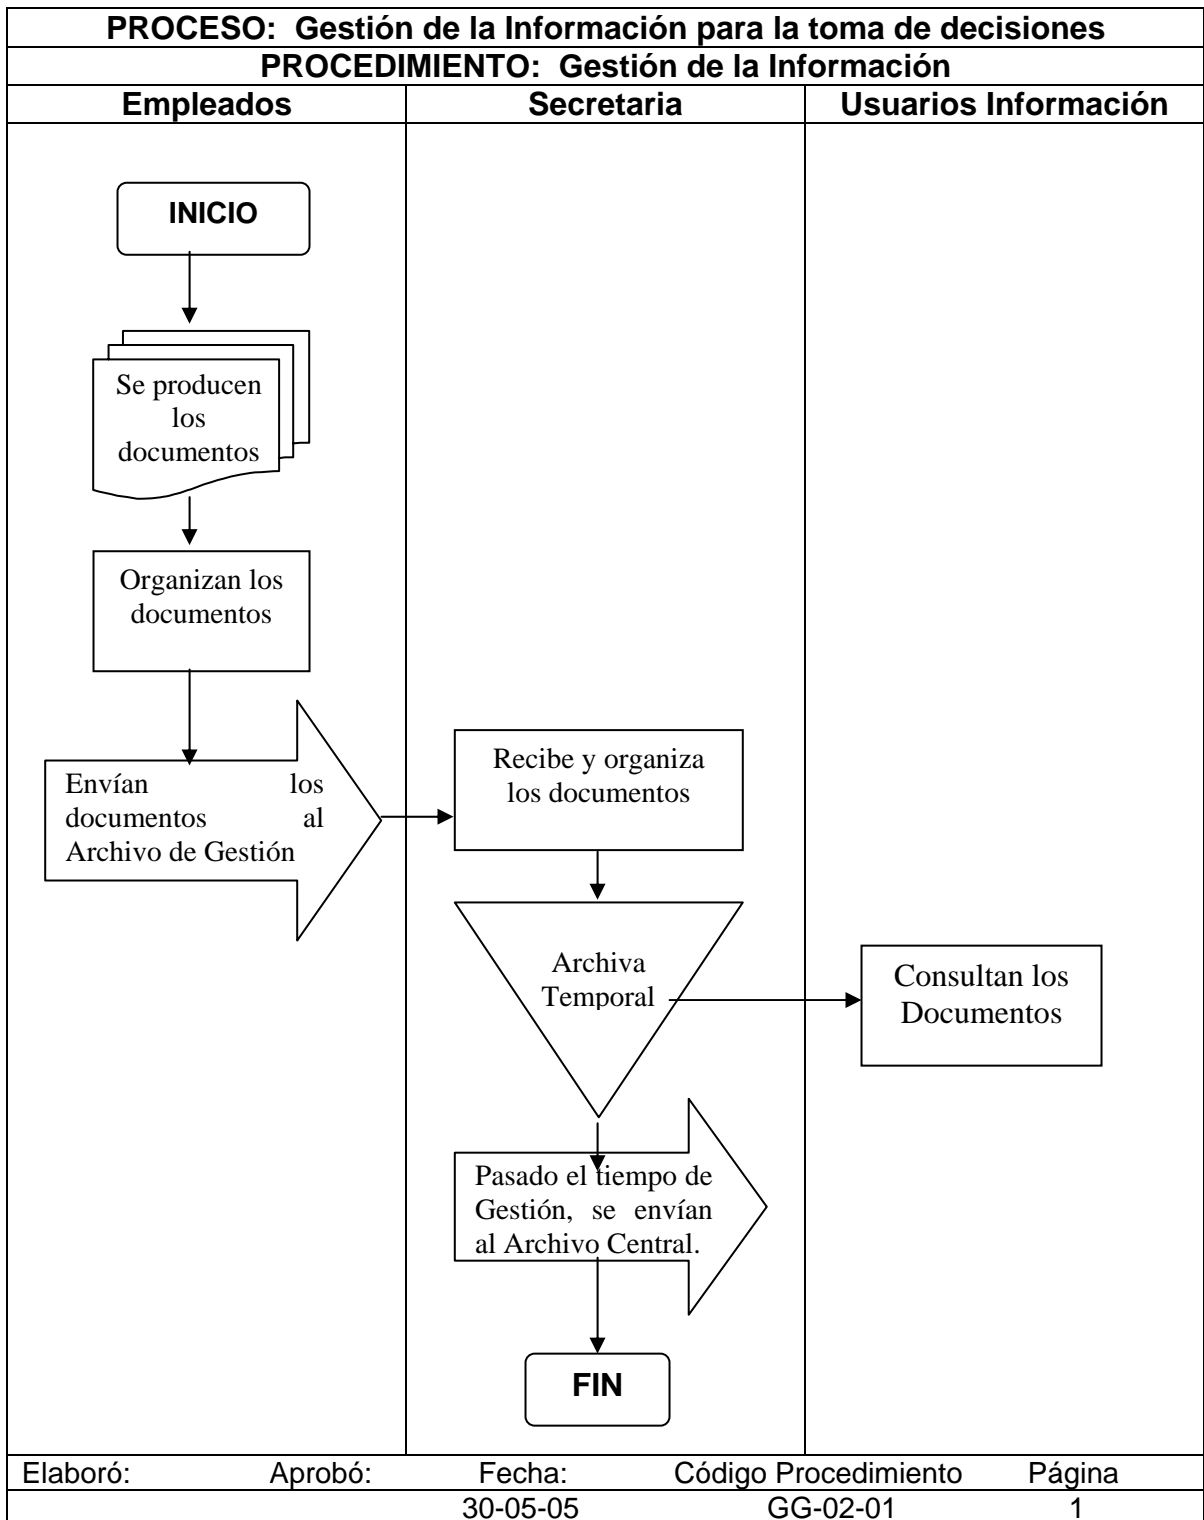 PROCESO:  Gestión de la Información para la toma de decisiones
PROCEDIMIENTO:  Gestión de la Información
Empleados Secretaria Usuarios Información
INICIO
Se producen
los
documentos
Organizan los
documentos
Envían los
documentos al
Archivo de Gestión
Recibe y organiza
los documentos
Archiva
Temporal
Consultan los
Documentos
Pasado el tiempo de
Gestión, se envían
al Archivo Central.
FIN
Elaboró: Aprobó: Fecha: Código Procedimiento Página
30-05-05 GG-02-01 1